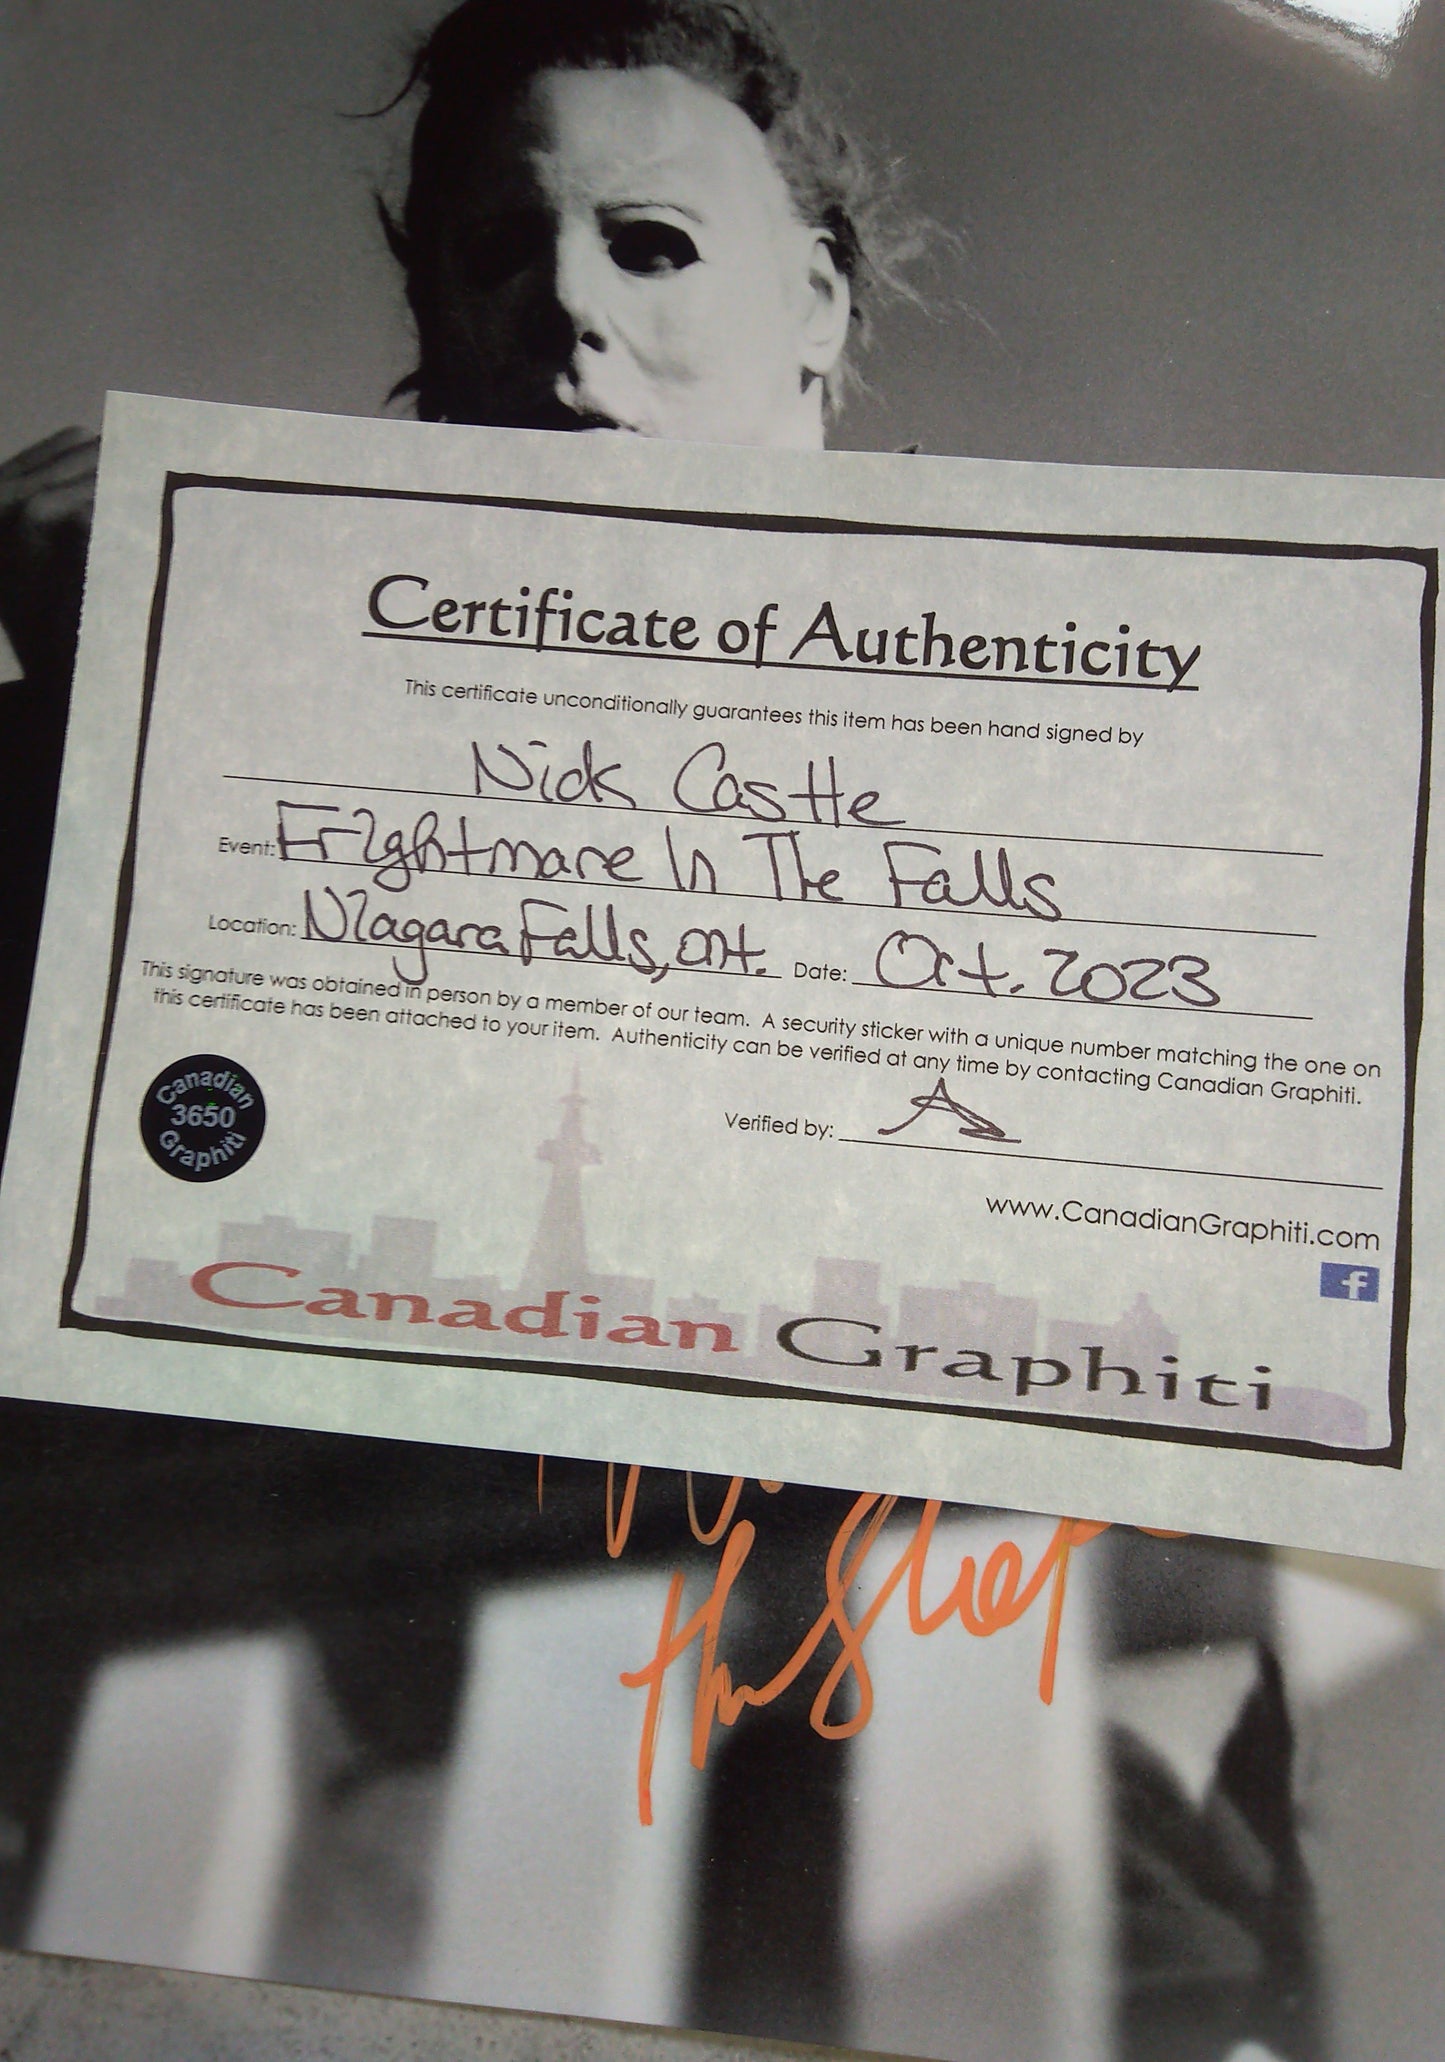 Certificate of Authenticity
This certificate unconditionally guarantees this item has been hand signed by
Nick Castle
Event: Frightmare In The Falls
Location: Niagara Falls, Ont. Date: Oct. 2023
This signature was obtained in person by a member of our team. A security sticker with a unique number matching the one on
this certificate has been attached to your item. Authenticity can be verified at any time by contacting Canadian Graphiti.
Canadian
3650
Graphiti
Verified by:
www.CanadianGraphiti.com
f
Canadian Graphiti